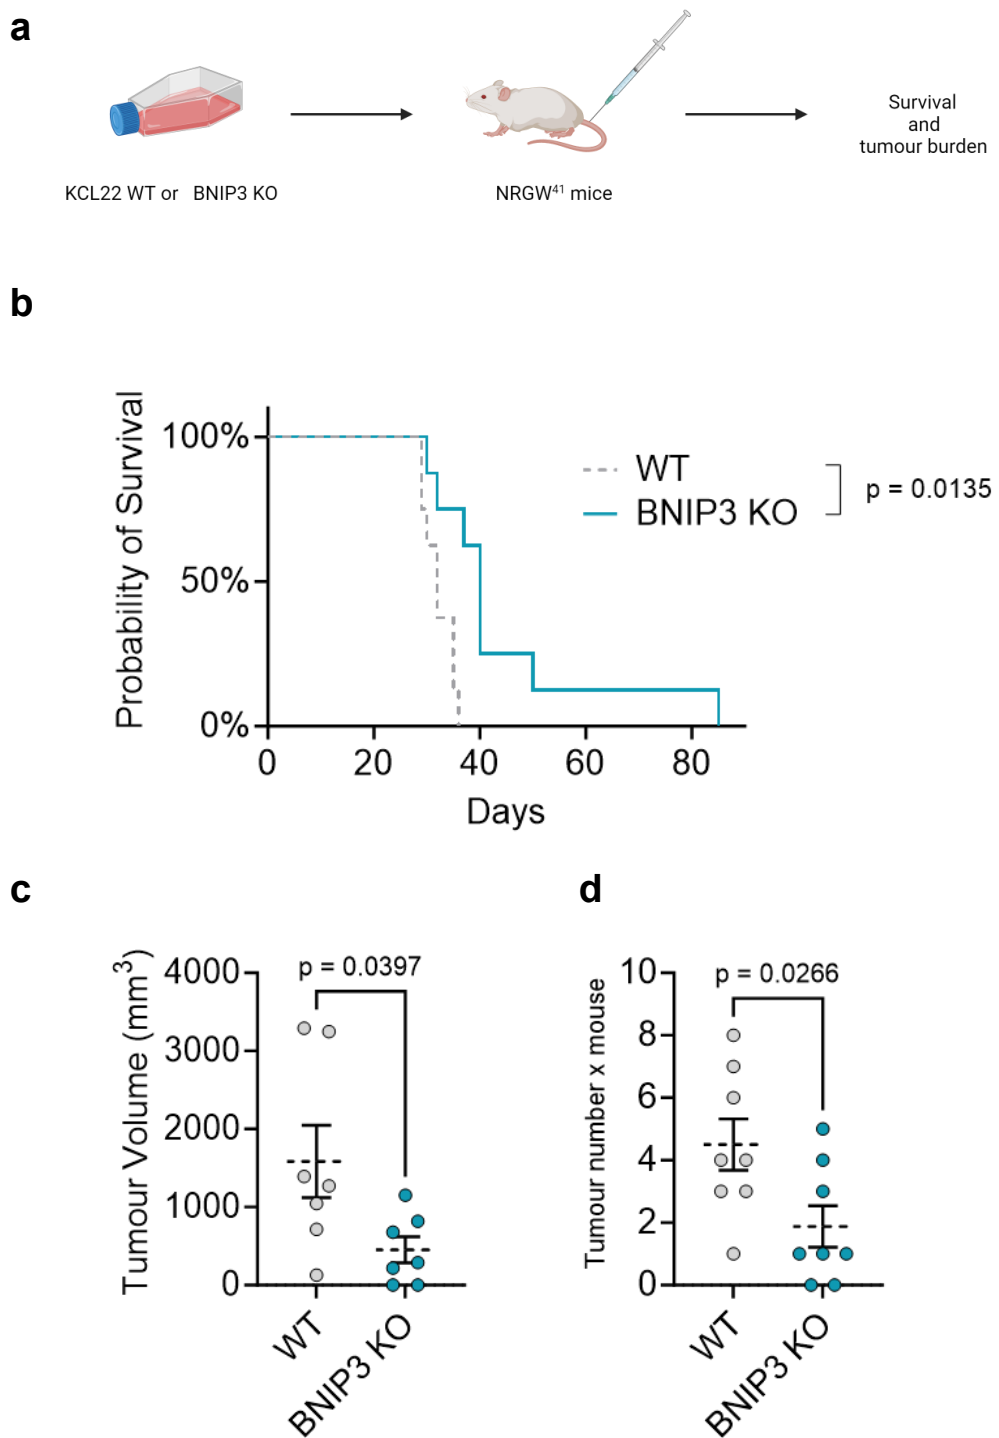 a
KCL22 WT or BNIP3 KO
NRGW⁴¹ mice
Survival
and
tumour burden
b
Probability of Survival
100%
50%
0%
0 20 40 60 80
Days
WT
BNIP3 KO
p = 0.0135
c
Tumour Volume (mm³)
4000
3000
2000
1000
0
p = 0.0397
WT
BNIP3 KO
d
Tumour number x mouse
10
8
6
4
2
0
p = 0.0266
WT
BNIP3 KO